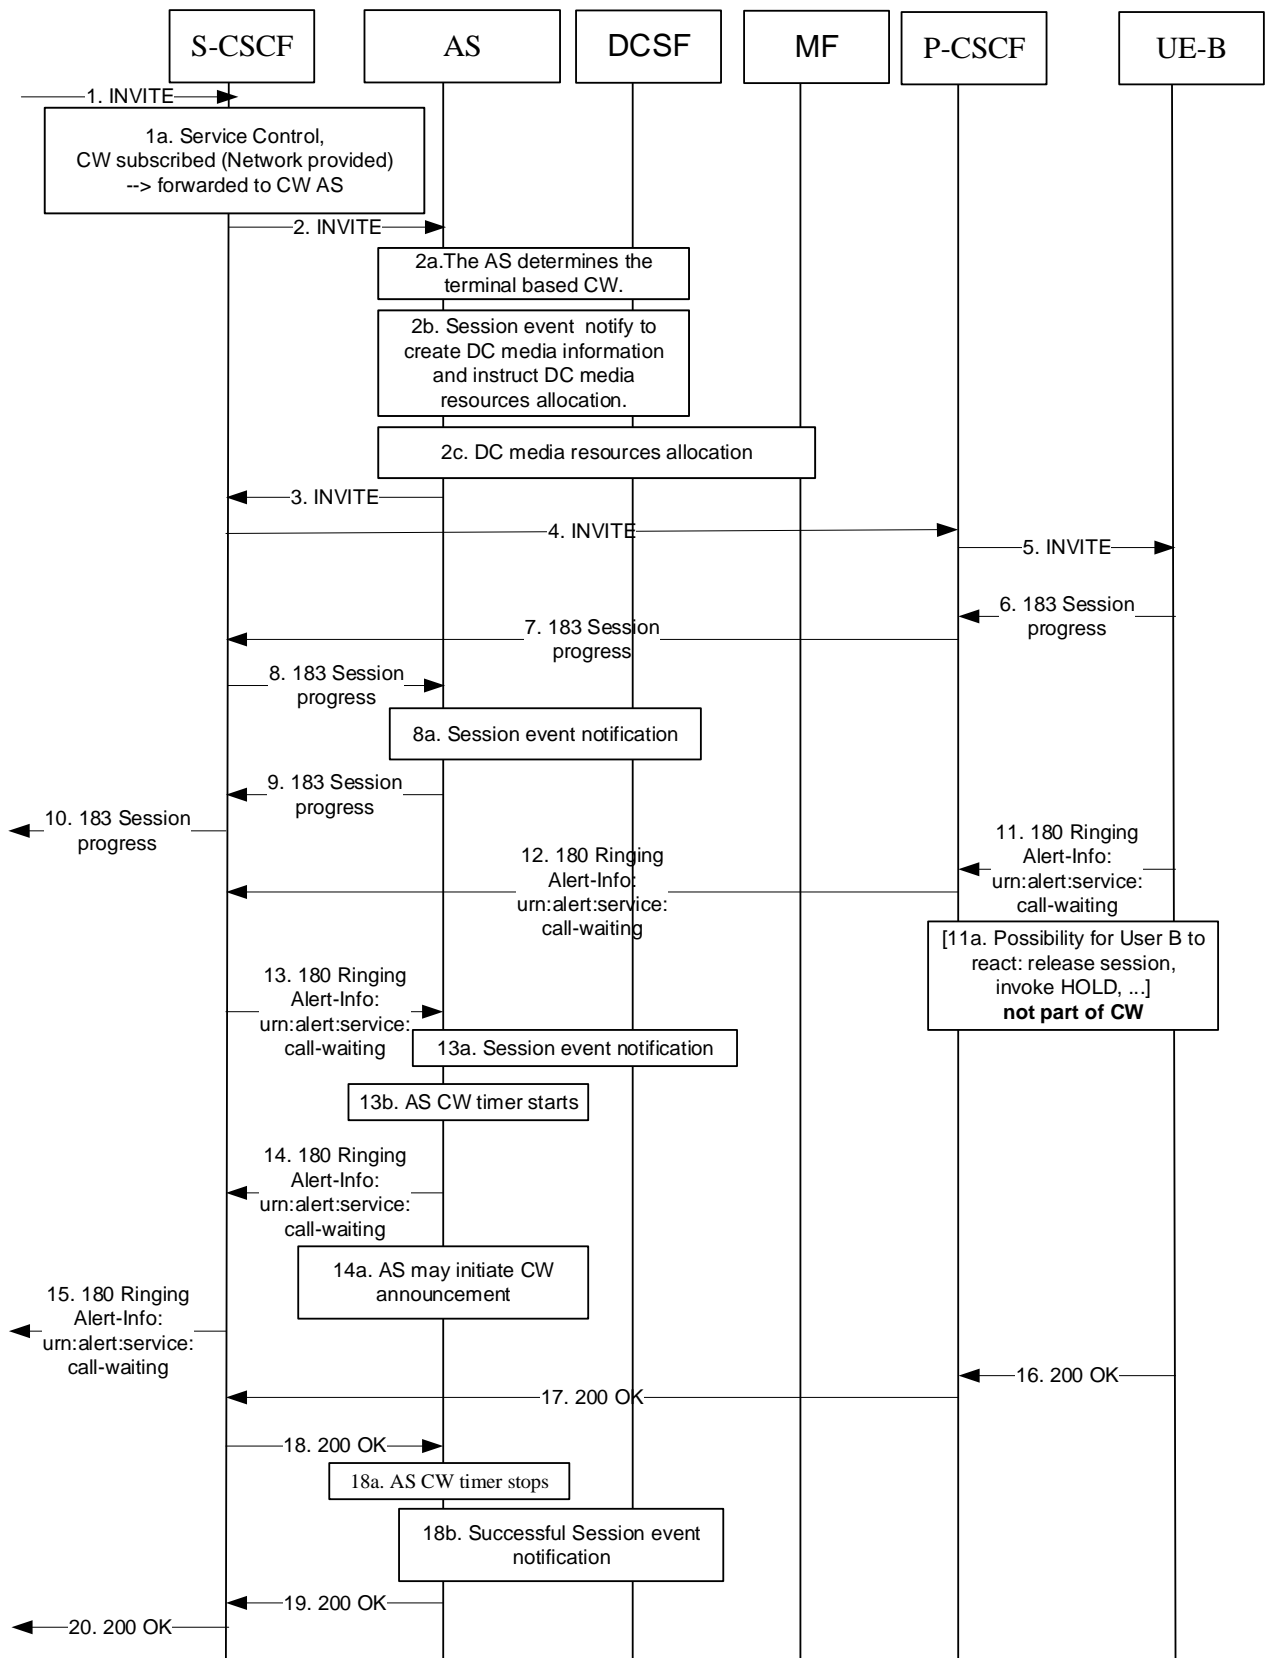 S-CSCF
AS
DCSF
MF
P-CSCF
UE-B
1. INVITE
1a. Service Control,
CW subscribed (Network provided)
--> forwarded to CW AS
2. INVITE
2a.The AS determines the
terminal based CW.
2b. Session event notify to
create DC media information
and instruct DC media
resources allocation.
2c. DC media resources allocation
3. INVITE
4. INVITE
5. INVITE
6. 183 Session
progress
7. 183 Session
progress
8. 183 Session
progress
8a. Session event notification
9. 183 Session
progress
10. 183 Session
progress
11. 180 Ringing
Alert-Info:
urn:alert:service:
call-waiting
12. 180 Ringing
Alert-Info:
urn:alert:service:
call-waiting
[11a. Possibility for User B to
react: release session,
invoke HOLD, ...]
not part of CW
13. 180 Ringing
Alert-Info:
urn:alert:service:
call-waiting
13a. Session event notification
13b. AS CW timer starts
14. 180 Ringing
Alert-Info:
urn:alert:service:
call-waiting
14a. AS may initiate CW
announcement
15. 180 Ringing
Alert-Info:
urn:alert:service:
call-waiting
16. 200 OK
17. 200 OK
18. 200 OK
18a. AS CW timer stops
18b. Successful Session event
notification
19. 200 OK
20. 200 OK